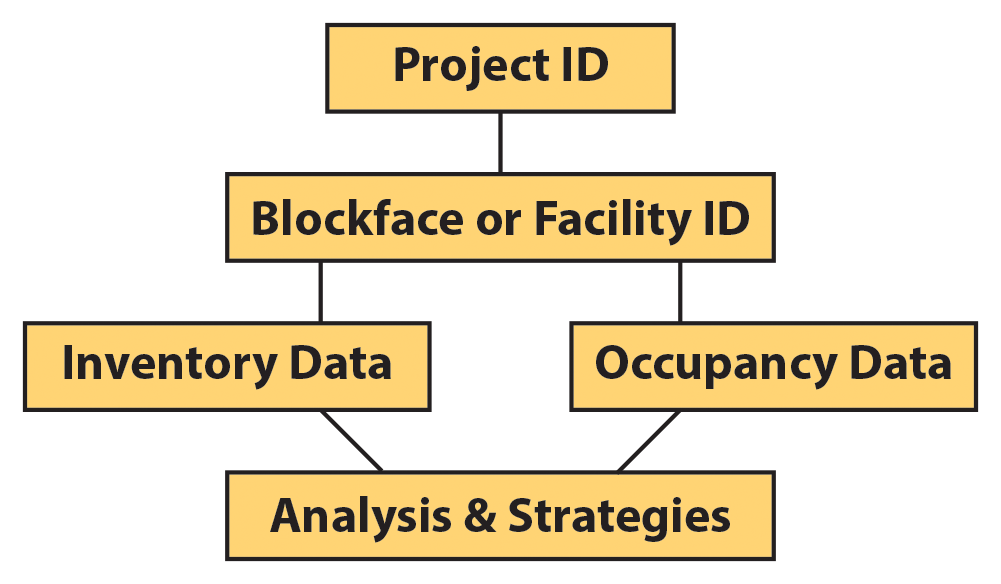 Project ID
Blockface or Facility ID
Inventory Data
Occupancy Data
Analysis & Strategies